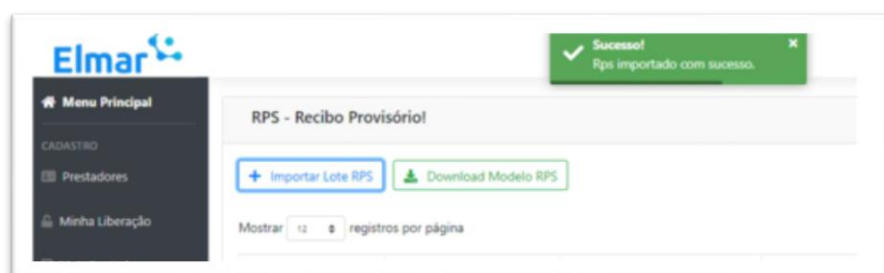 Elmar
Sucesso!
Rps importado com sucesso.
Menu Principal
RPS - Recibo Provisório!
CADASTRO
Prestadores
+ Importar Lote RPS
Download Modelo RPS
Minha Liberação
Mostrar 12 registros por página